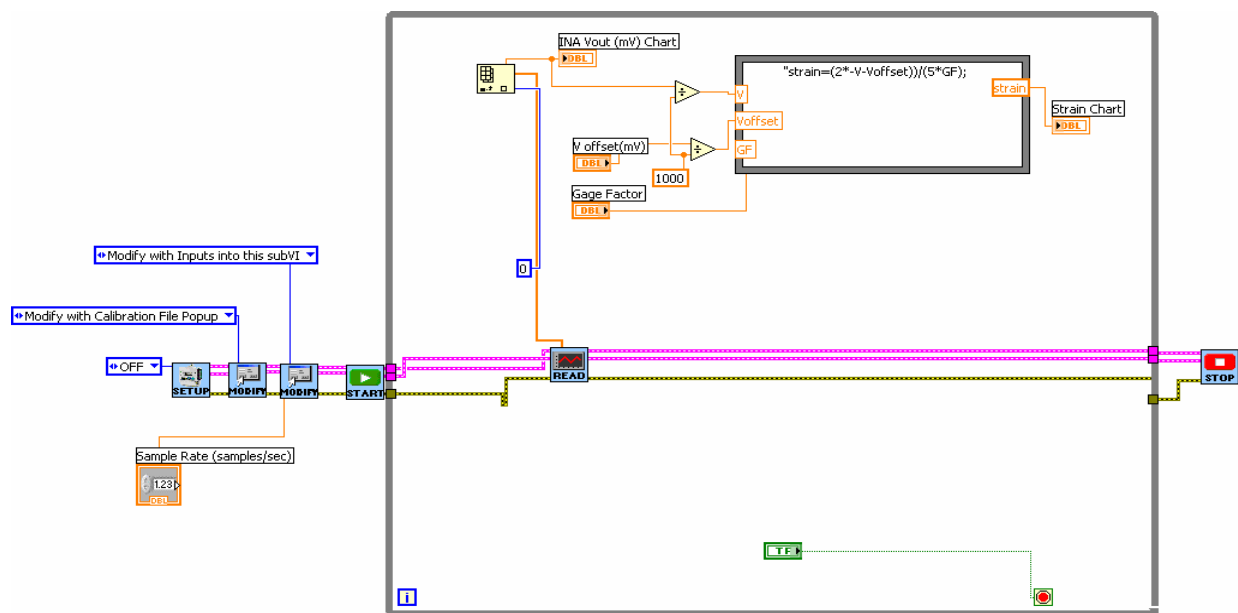 INA Vout (mV) Chart
DBL
"strain=(2*-V-Voffset))/(5*GF);
strain
V
Voffset
GF
Strain Chart
DBL
V offset(mV)
DBL
1000
Gage Factor
DBL
Modify with Inputs into this subVI
0
Modify with Calibration File Popup
OFF
SETUP
MODIFY
MODIFY
START
READ
STOP
Sample Rate (samples/sec)
1.23
DBL
TF
i